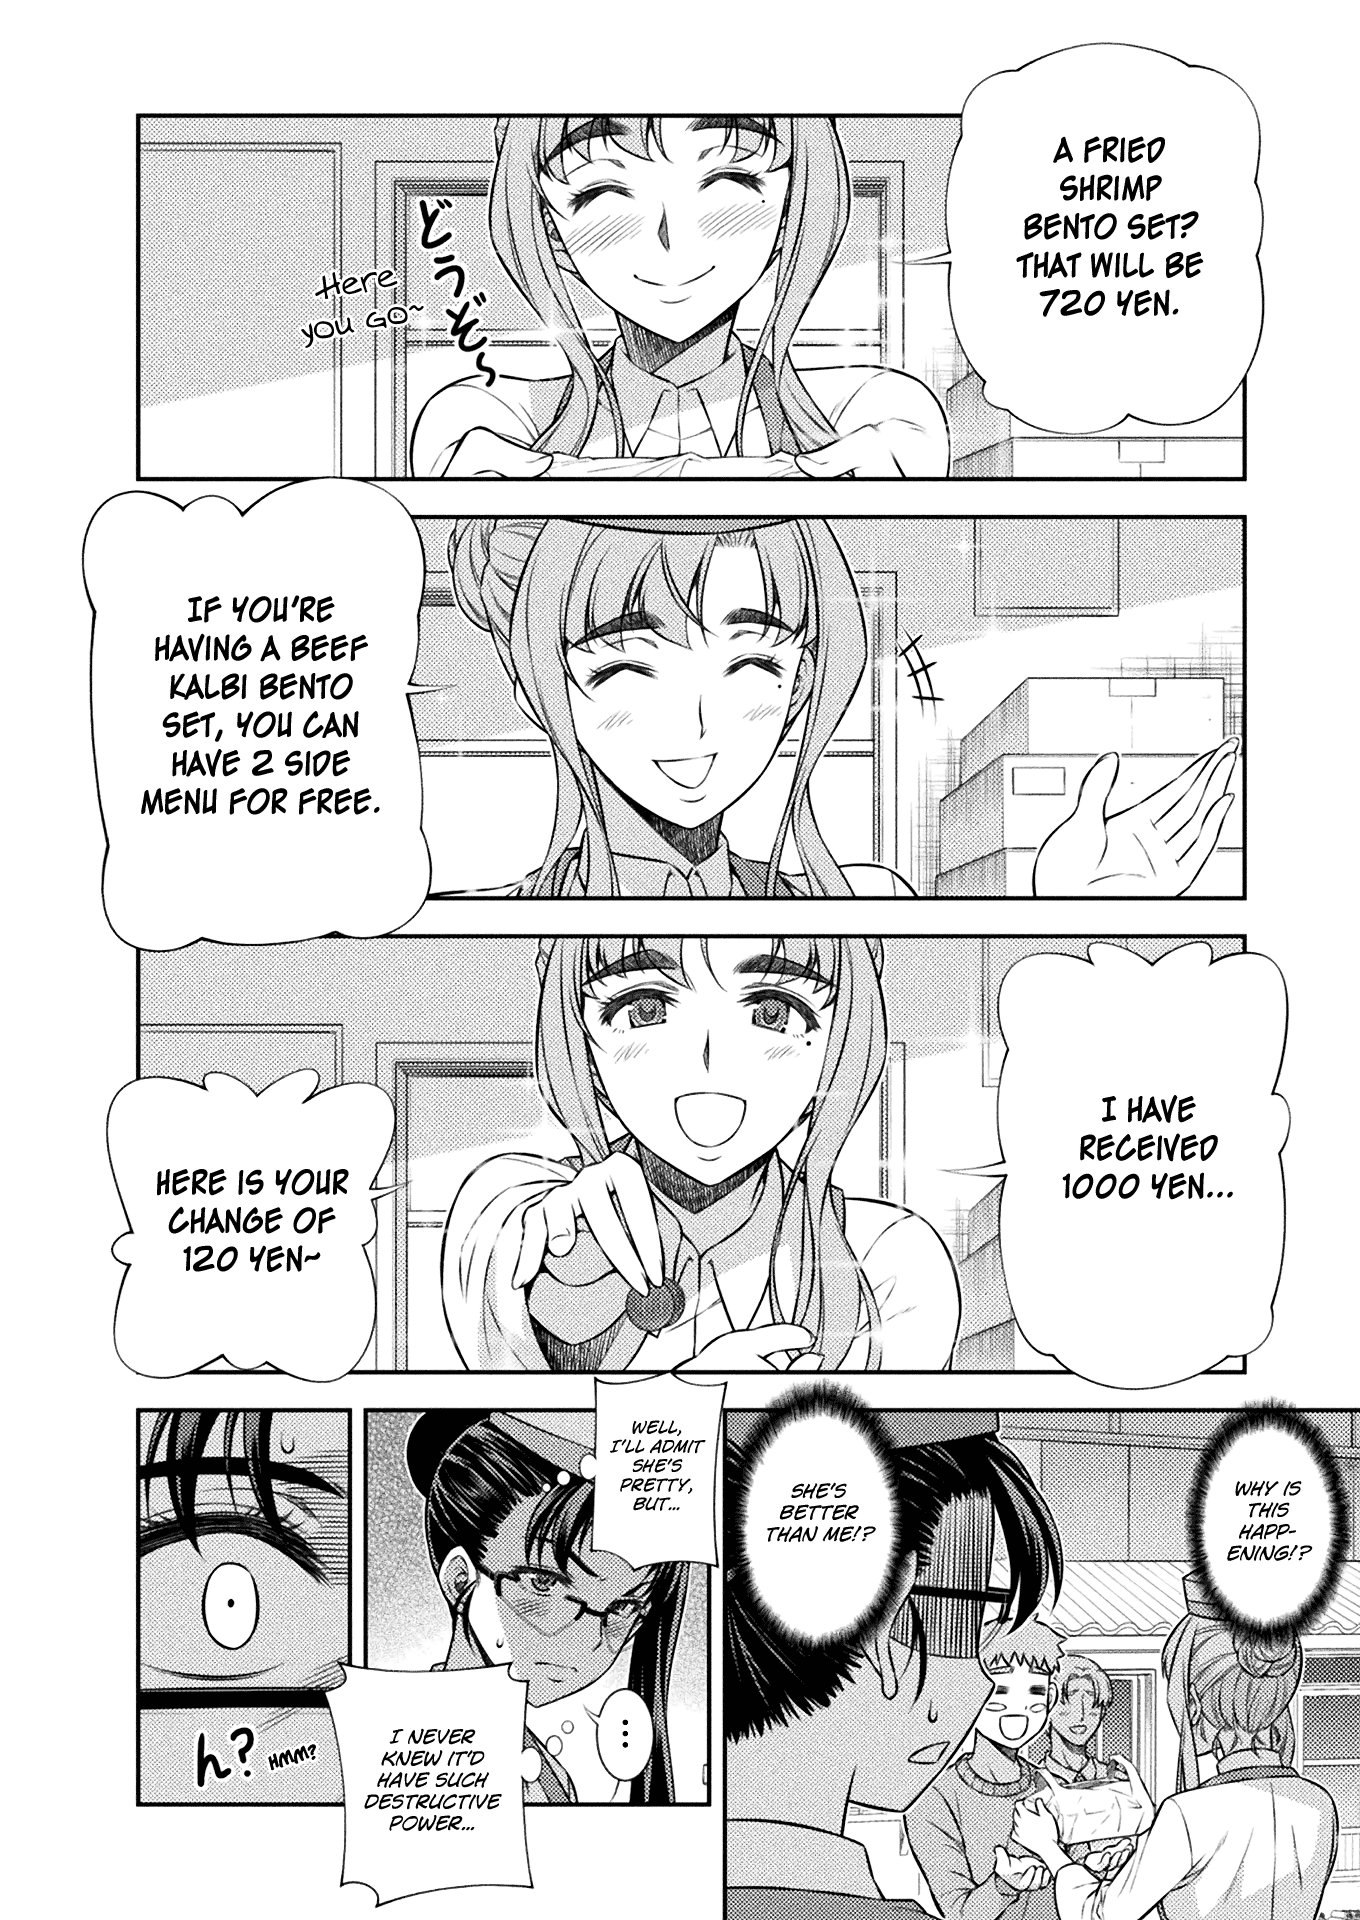 A FRIED
SHRIMP
BENTO SET?
THAT WILL BE
720 YEN.
どうぞ〜
Here
you go~
IF YOU'RE
HAVING A BEEF
KALBI BENTO
SET, YOU CAN
HAVE 2 SIDE
MENU FOR FREE.
I HAVE
RECEIVED
1000 YEN...
HERE IS YOUR
CHANGE OF
120 YEN~
WHY IS
THIS
HAPP-
ENING!?
SHE'S
BETTER
THAN ME!?
WELL,
I'LL ADMIT
SHE'S
PRETTY,
BUT...
...
I NEVER
KNEW IT'D
HAVE SUCH
DESTRUCTIVE
POWER...
ん?
HMM?